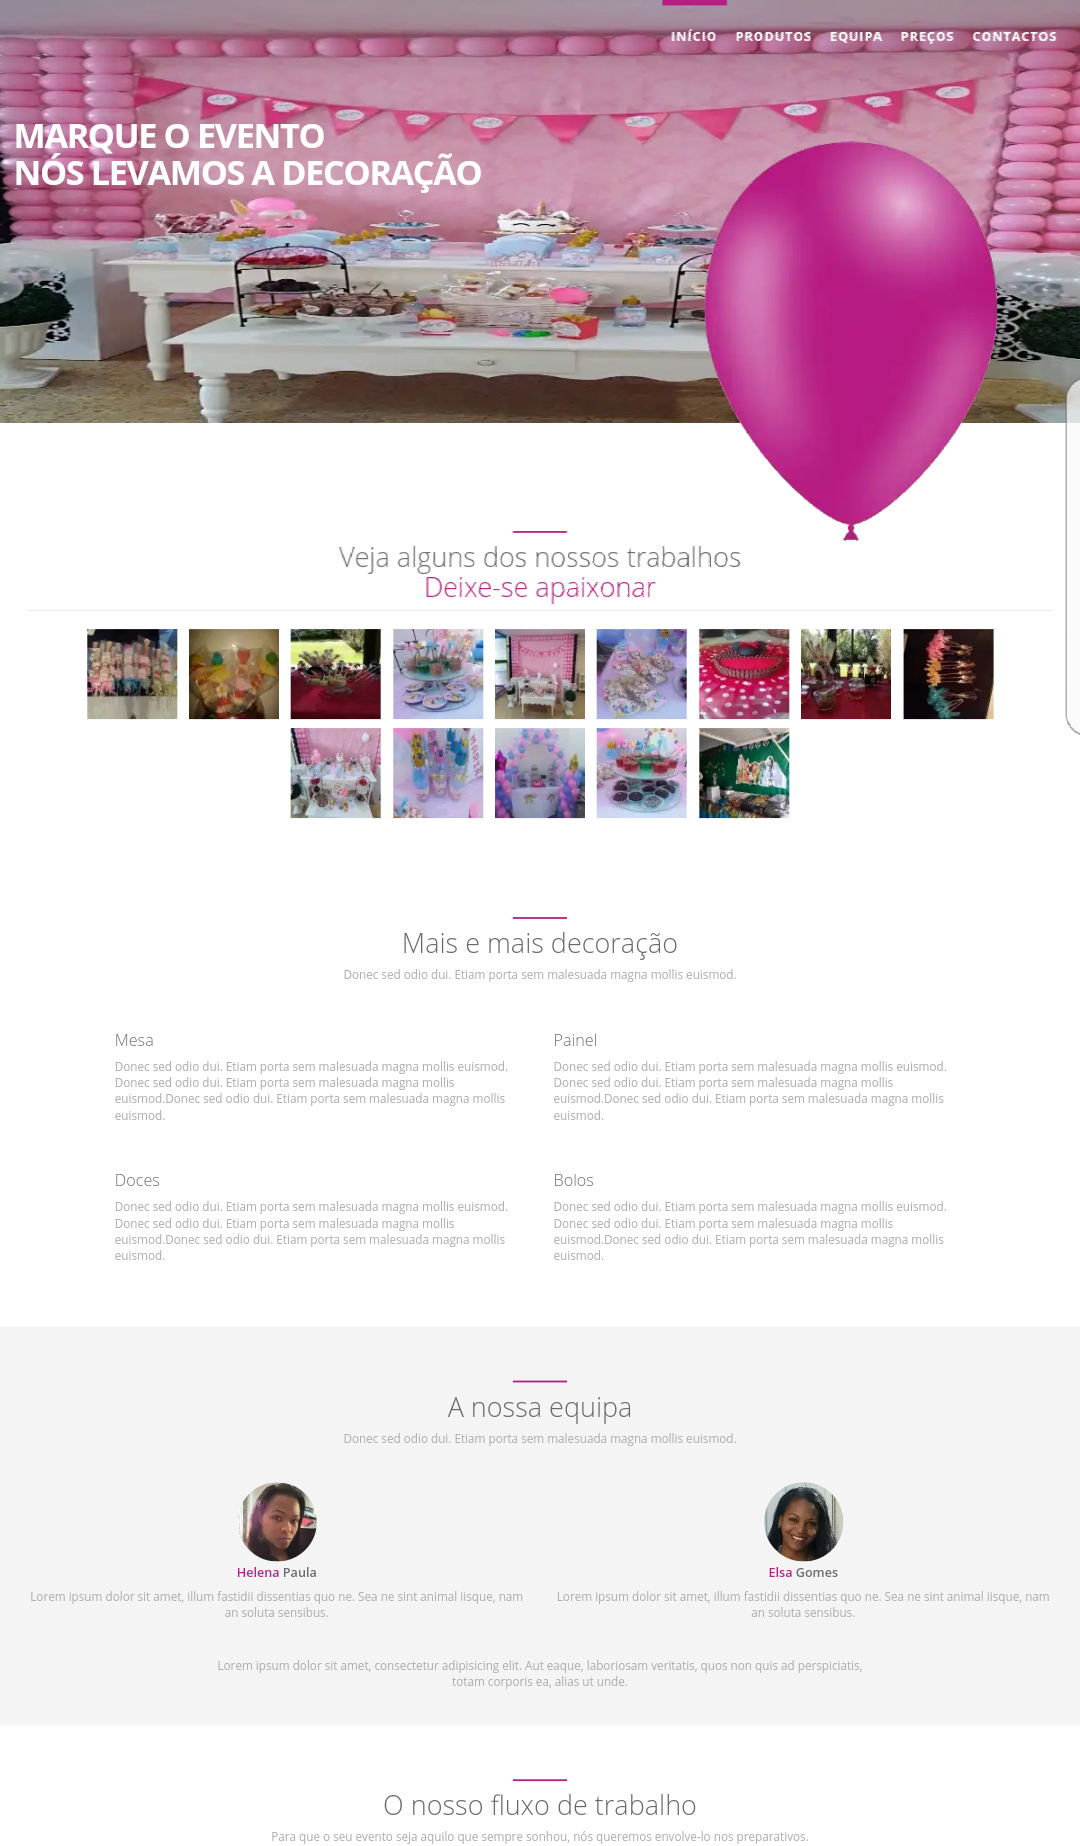 INÍCIO PRODUTOS EQUIPA PREÇOS CONTACTOS
MARQUE O EVENTO
NÓS LEVAMOS A DECORAÇÃO
Veja alguns dos nossos trabalhos
Deixe-se apaixonar
Mais e mais decoração
Donec sed odio dui. Etiam porta sem malesuada magna mollis euismod.
Mesa
Donec sed odio dui. Etiam porta sem malesuada magna mollis euismod.
Donec sed odio dui. Etiam porta sem malesuada magna mollis
euismod.Donec sed odio dui. Etiam porta sem malesuada magna mollis
euismod.
Painel
Donec sed odio dui. Etiam porta sem malesuada magna mollis euismod.
Donec sed odio dui. Etiam porta sem malesuada magna mollis
euismod.Donec sed odio dui. Etiam porta sem malesuada magna mollis
euismod.
Doces
Donec sed odio dui. Etiam porta sem malesuada magna mollis euismod.
Donec sed odio dui. Etiam porta sem malesuada magna mollis
euismod.Donec sed odio dui. Etiam porta sem malesuada magna mollis
euismod.
Bolos
Donec sed odio dui. Etiam porta sem malesuada magna mollis euismod.
Donec sed odio dui. Etiam porta sem malesuada magna mollis
euismod.Donec sed odio dui. Etiam porta sem malesuada magna mollis
euismod.
A nossa equipa
Donec sed odio dui. Etiam porta sem malesuada magna mollis euismod.
Helena Paula
Lorem ipsum dolor sit amet, illum fastidii dissentias quo ne. Sea ne sint animal iisque, nam
an soluta sensibus.
Elsa Gomes
Lorem ipsum dolor sit amet, illum fastidii dissentias quo ne. Sea ne sint animal iisque, nam
an soluta sensibus.
Lorem ipsum dolor sit amet, consectetur adipisicing elit. Aut eaque, laboriosam veritatis, quos non quis ad perspiciatis,
totam corporis ea, alias ut unde.
O nosso fluxo de trabalho
Para que o seu evento seja aquilo que sempre sonhou, nós queremos envolve-lo nos preparativos.